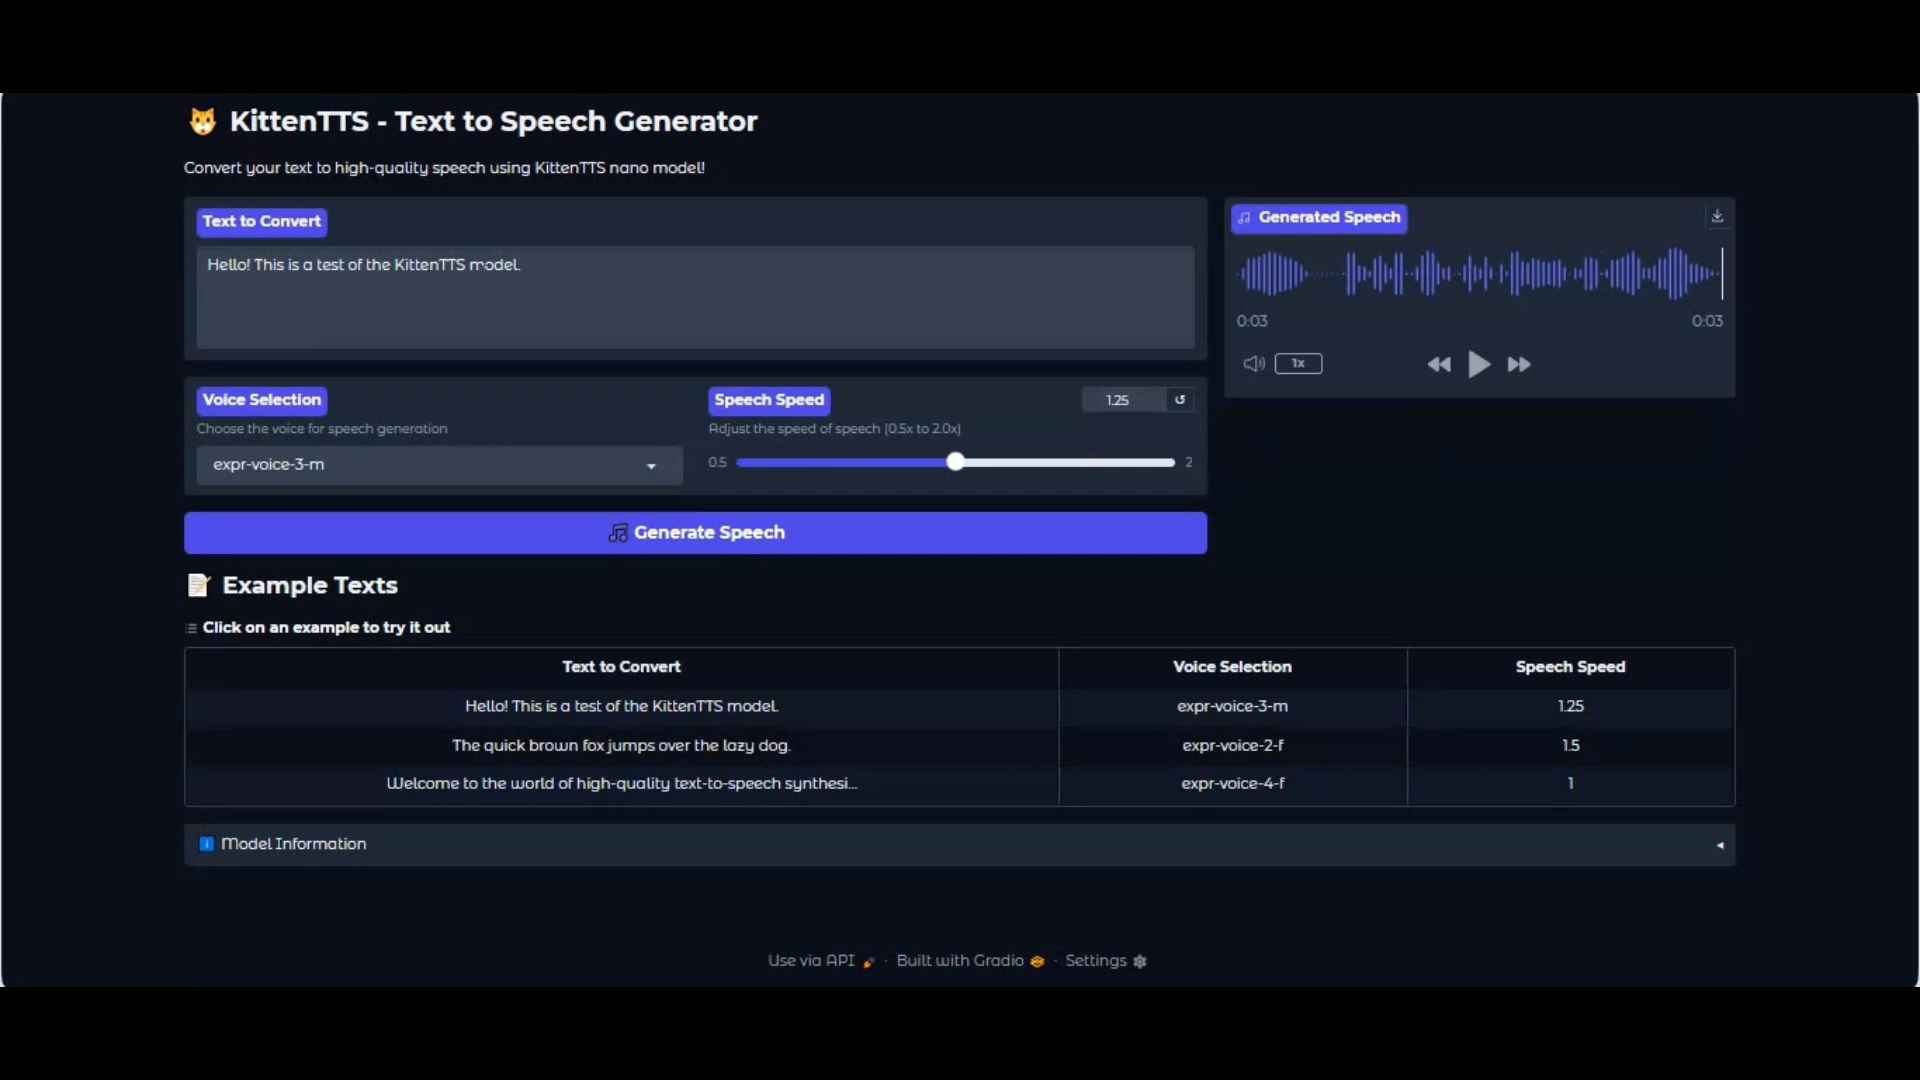 KittenTTS - Text to Speech Generator
Convert your text to high-quality speech using KittenTTS nano model!
Text to Convert
Hello! This is a test of the KittenTTS model.
Generated Speech
0:03 0:03
1x
Voice Selection
Choose the voice for speech generation
expr-voice-3-m
Speech Speed
1.25
Adjust the speed of speech (0.5x to 2.0x)
0.5 2
Generate Speech
Example Texts
Click on an example to try it out
Text to Convert Voice Selection Speech Speed
Hello! This is a test of the KittenTTS model. expr-voice-3-m 1.25
The quick brown fox jumps over the lazy dog. expr-voice-2-f 1.5
Welcome to the world of high-quality text-to-speech synthesi... expr-voice-4-f 1
Model Information
Use via API · Built with Gradio · Settings